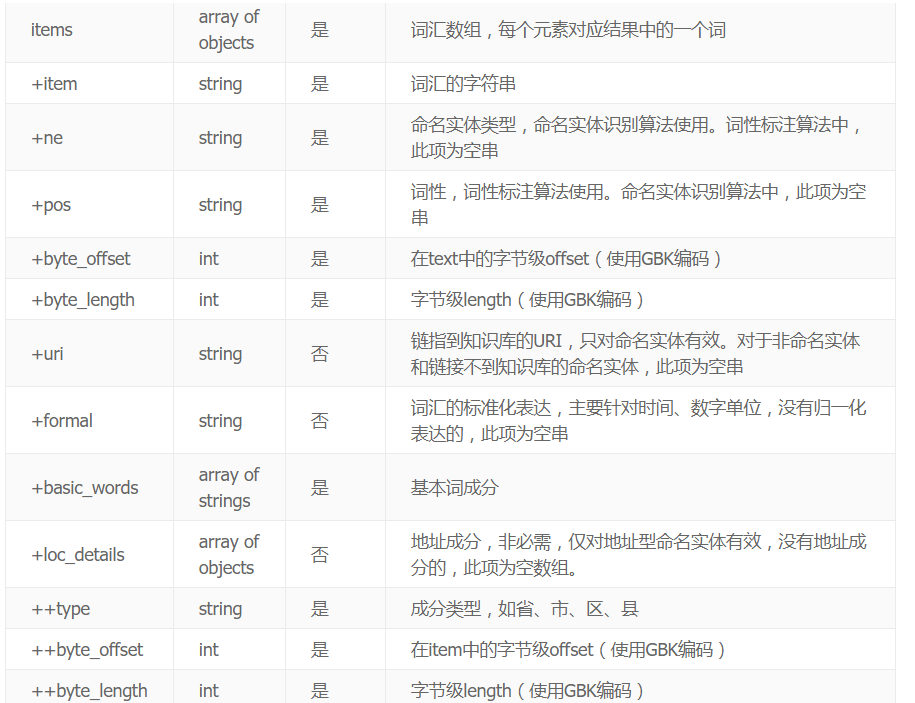 items array of objects 是 词汇数组，每个元素对应结果中的一个词
+item string 是 词汇的字符串
+ne string 是 命名实体类型，命名实体识别算法使用。词性标注算法中，
此项为空串
+pos string 是 词性，词性标注算法使用。命名实体识别算法中，此项为空
串
+byte_offset int 是 在text中的字节级offset（使用GBK编码）
+byte_length int 是 字节级length（使用GBK编码）
+uri string 否 链指到知识库的URI，只对命名实体有效。对于非命名实体
和链接不到知识库的命名实体，此项为空串
+formal string 否 词汇的标准化表达，主要针对时间、数字单位，没有归一化
表达的，此项为空串
+basic_words array of strings 是 基本词成分
+loc_details array of objects 否 地址成分，非必需，仅对地址型命名实体有效，没有地址成
分的，此项为空数组。
++type string 是 成分类型，如省、市、区、县
++byte_offset int 是 在item中的字节级offset（使用GBK编码）
++byte_length int 是 字节级length（使用GBK编码）